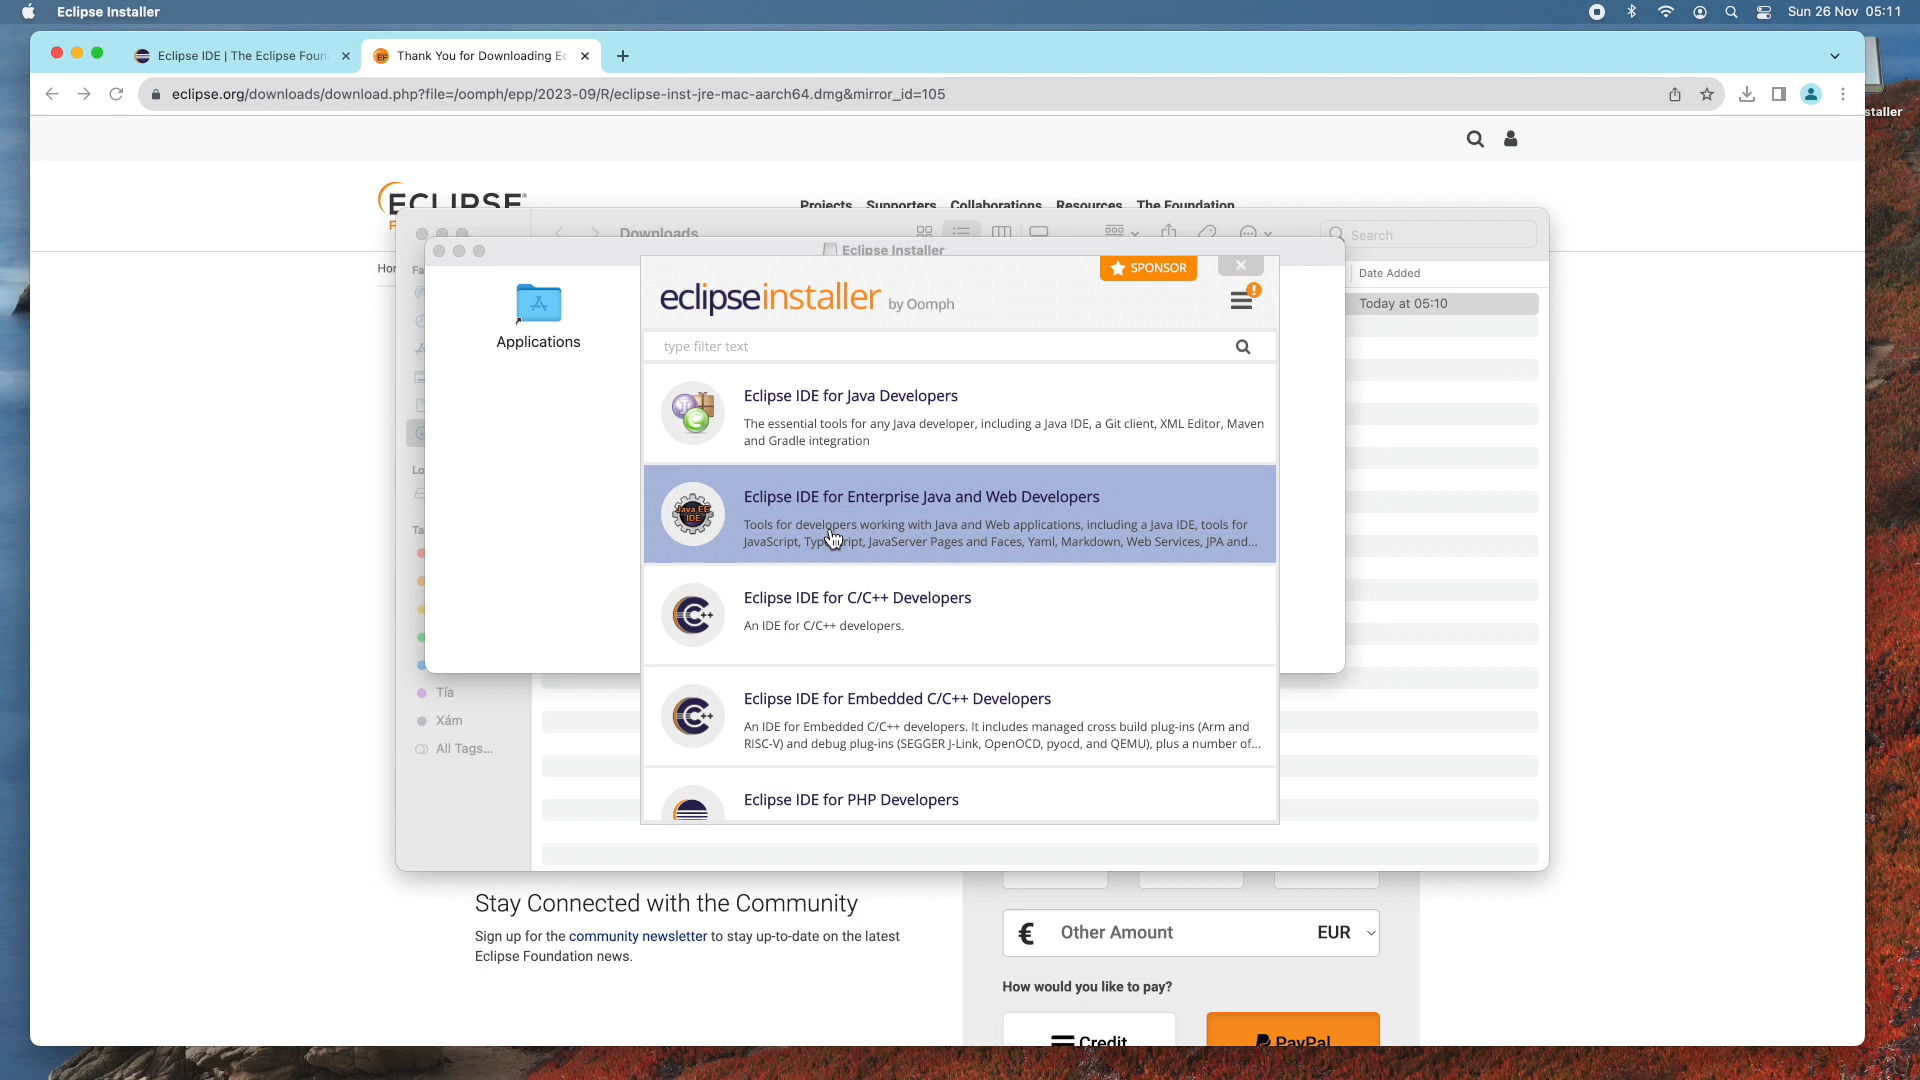 Eclipse Installer
Sun 26 Nov 05:11
Eclipse IDE | The Eclipse Foun
Thank You for Downloading Ec
eclipse.org/downloads/download.php?file=/oomph/epp/2023-09/R/eclipse-inst-jre-mac-aarch64.dmg&mirror_id=105
staller
ECLIPSE
Projects Supporters Collaborations Resources The Foundation
Downloads
Search
Eclipse Installer
Hor
Fa
Date Added
Today at 05:10
Applications
SPONSOR
eclipseinstaller by Oomph
type filter text
Eclipse IDE for Java Developers
The essential tools for any Java developer, including a Java IDE, a Git client, XML Editor, Maven
and Gradle integration
Lo
Java EE
IDE
Eclipse IDE for Enterprise Java and Web Developers
Tools for developers working with Java and Web applications, including a Java IDE, tools for
JavaScript, TypeScript, JavaServer Pages and Faces, Yaml, Markdown, Web Services, JPA and...
Ta
Eclipse IDE for C/C++ Developers
An IDE for C/C++ developers.
Eclipse IDE for Embedded C/C++ Developers
An IDE for Embedded C/C++ developers. It includes managed cross build plug-ins (Arm and
RISC-V) and debug plug-ins (SEGGER J-Link, OpenOCD, pyocd, and QEMU), plus a number of...
Tía
Xám
All Tags...
Eclipse IDE for PHP Developers
Stay Connected with the Community
Sign up for the community newsletter to stay up-to-date on the latest
Eclipse Foundation news.
€ Other Amount EUR
How would you like to pay?
Credit
PayPal